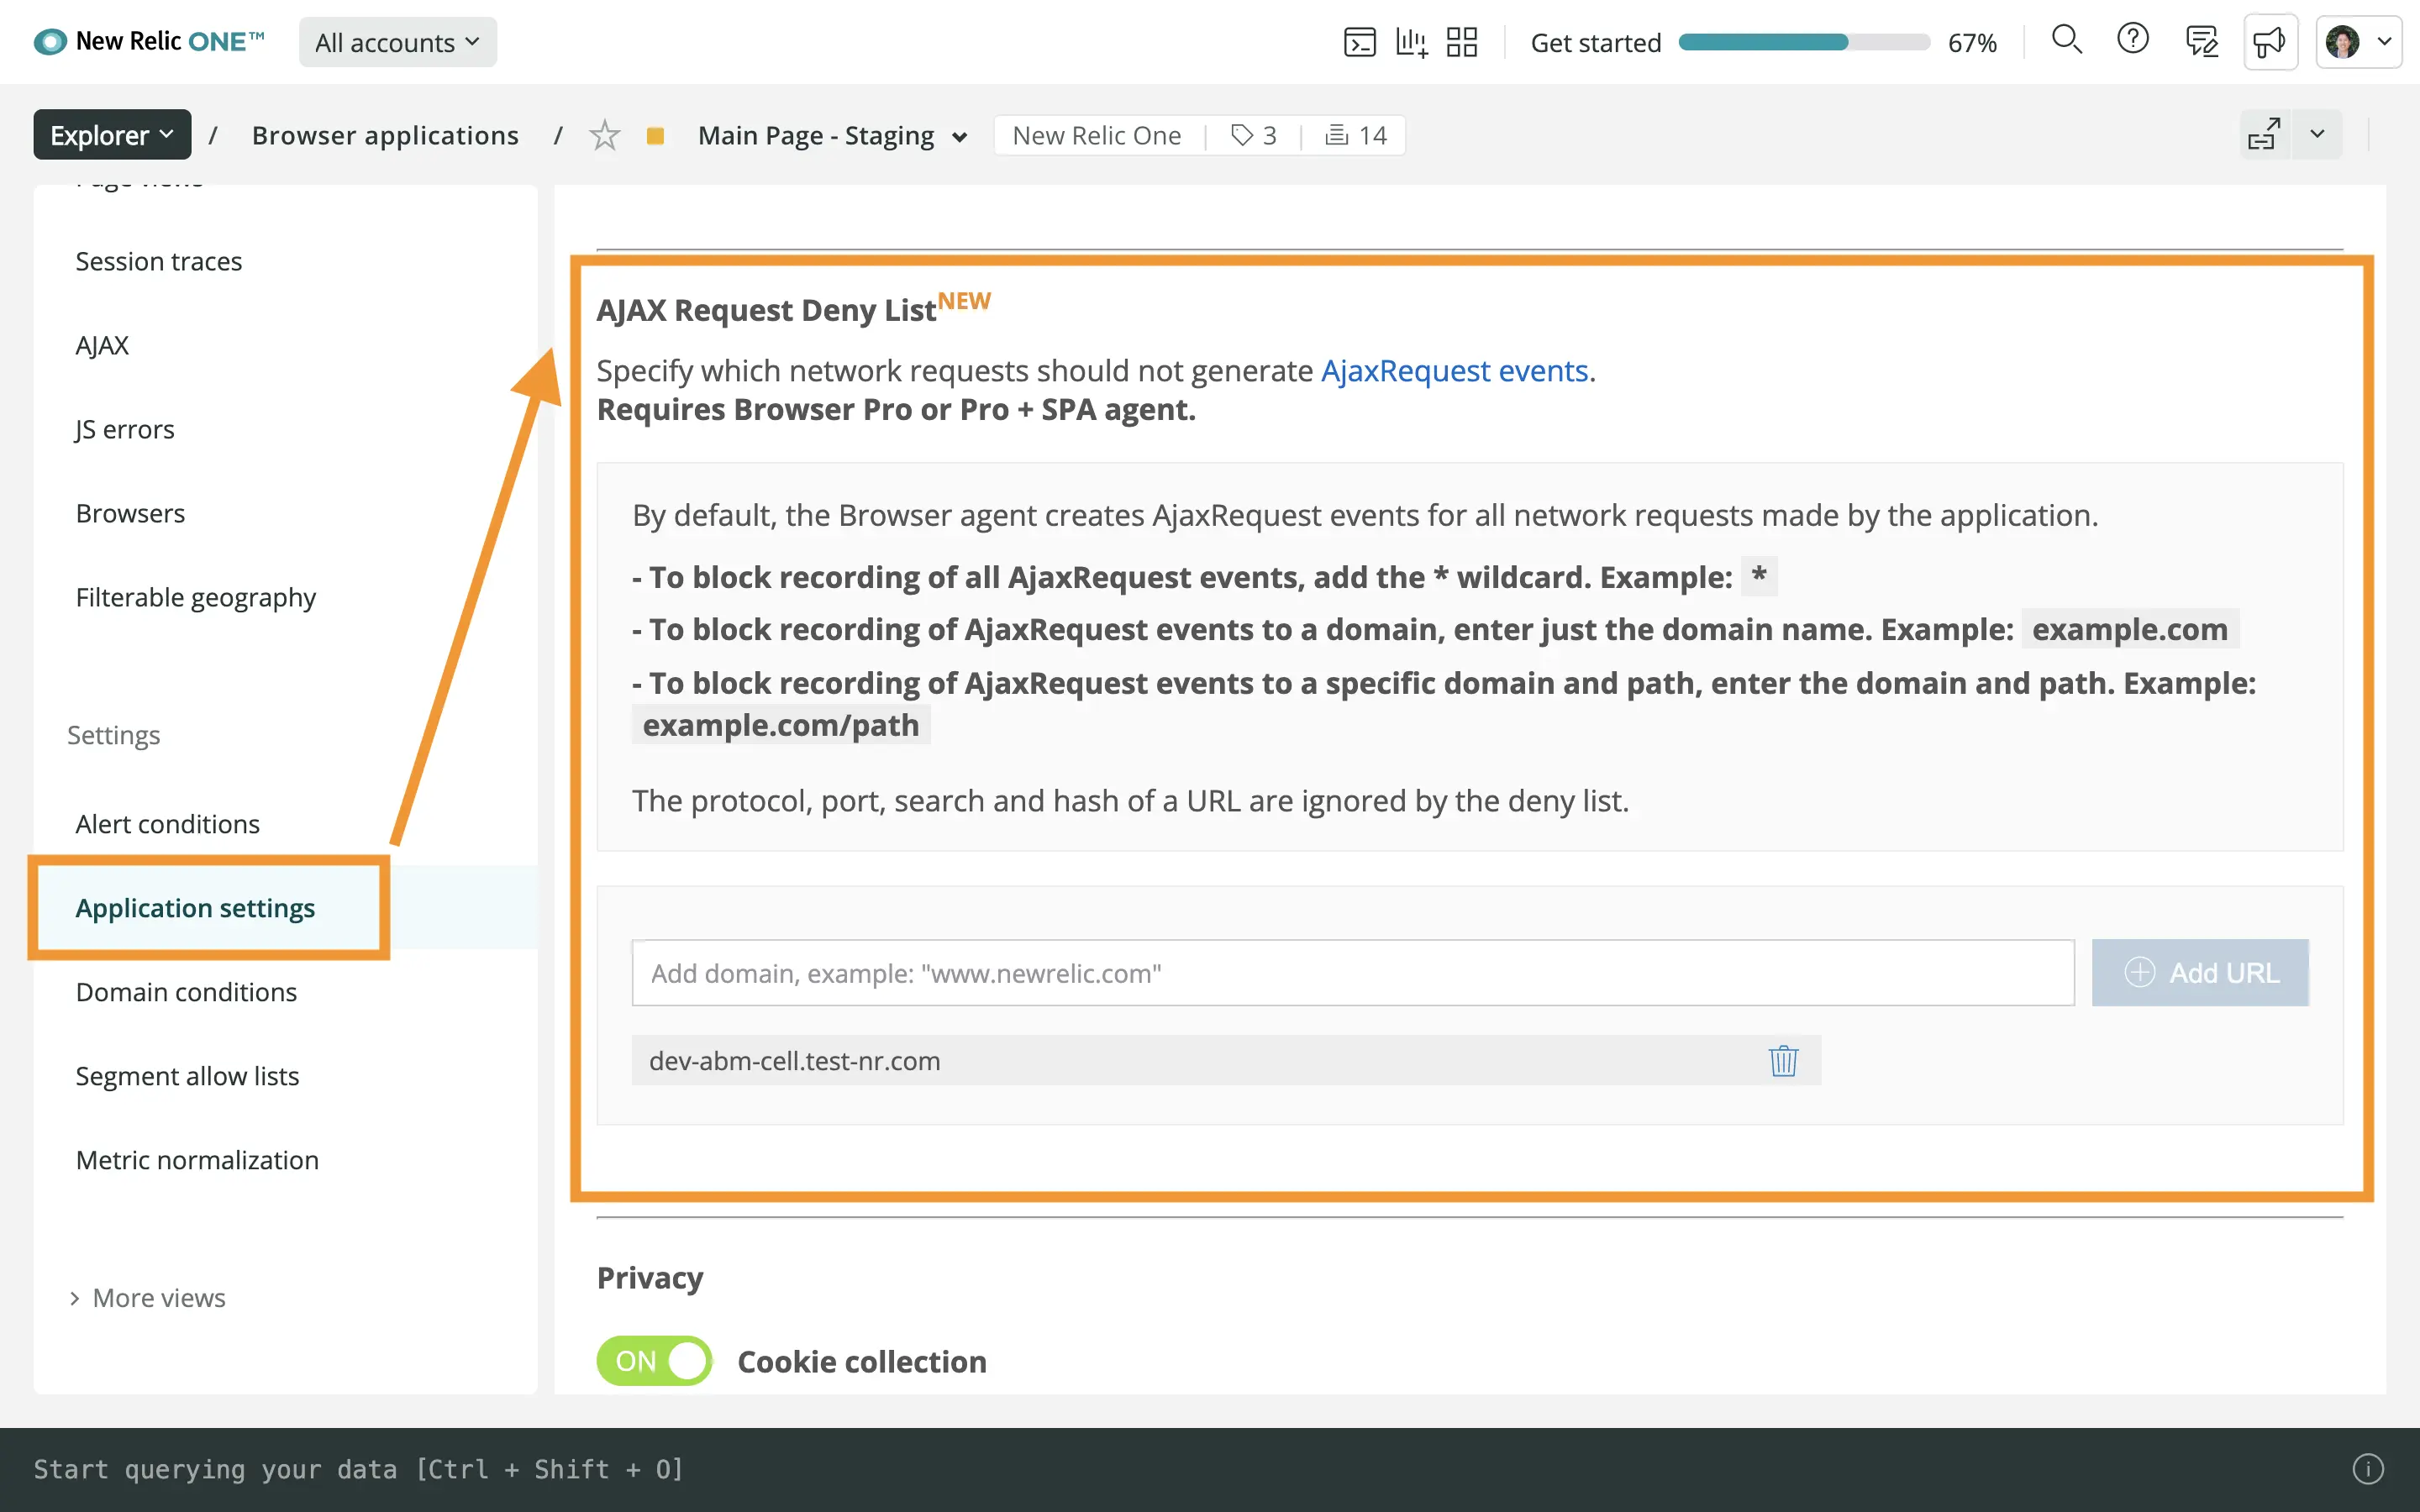 New Relic ONE™
All accounts
Get started
67%
Explorer
/
Browser applications
/
Main Page - Staging
New Relic One
3
14
Page views
Session traces
AJAX
JS errors
Browsers
Filterable geography
Settings
Alert conditions
Application settings
Domain conditions
Segment allow lists
Metric normalization
More views
AJAX Request Deny List NEW
Specify which network requests should not generate AjaxRequest events.
Requires Browser Pro or Pro + SPA agent.
By default, the Browser agent creates AjaxRequest events for all network requests made by the application.
- To block recording of all AjaxRequest events, add the * wildcard. Example: *
- To block recording of AjaxRequest events to a domain, enter just the domain name. Example: example.com
- To block recording of AjaxRequest events to a specific domain and path, enter the domain and path. Example:
example.com/path
The protocol, port, search and hash of a URL are ignored by the deny list.
Add domain, example: "www.newrelic.com"
Add URL
dev-abm-cell.test-nr.com
Privacy
ON
Cookie collection
Start querying your data [Ctrl + Shift + O]